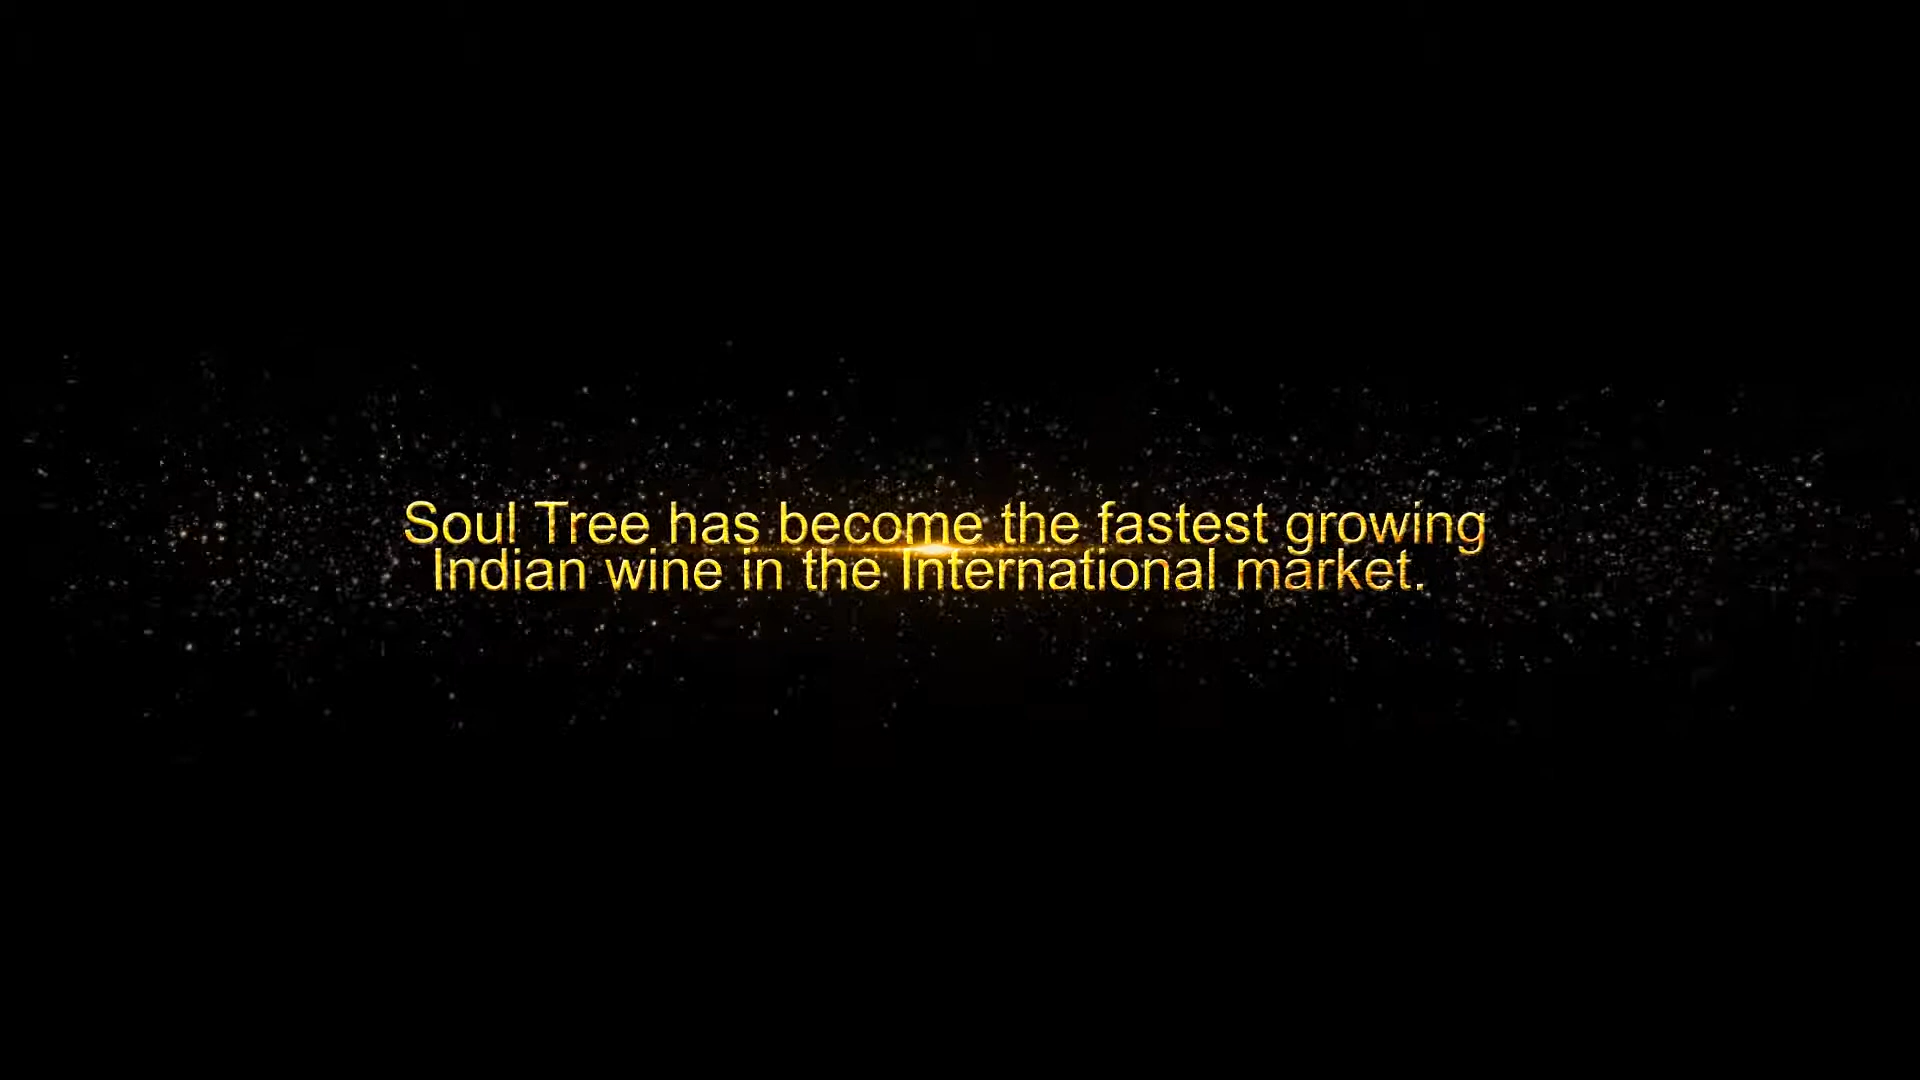 Soul Tree has become the fastest growing
Indian wine in the International market.